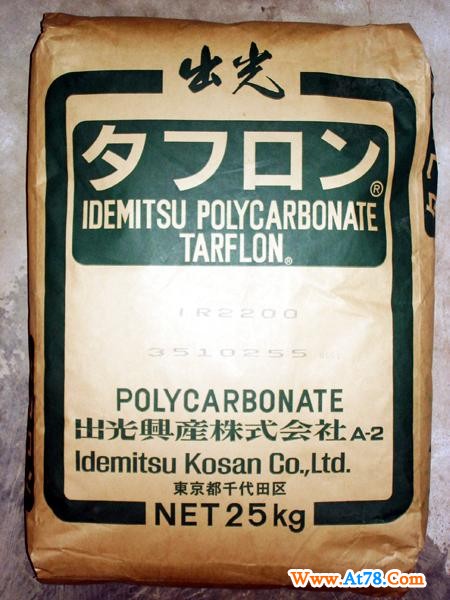 出光
タフロン®
IDEMITSU POLYCARBONATE
TARFLON®
IR2200
3510255
POLYCARBONATE
出光興産株式会社 A-2
Idemitsu Kosan Co.,Ltd.
東京都千代田区
NET 25kg
Www.At78.Com